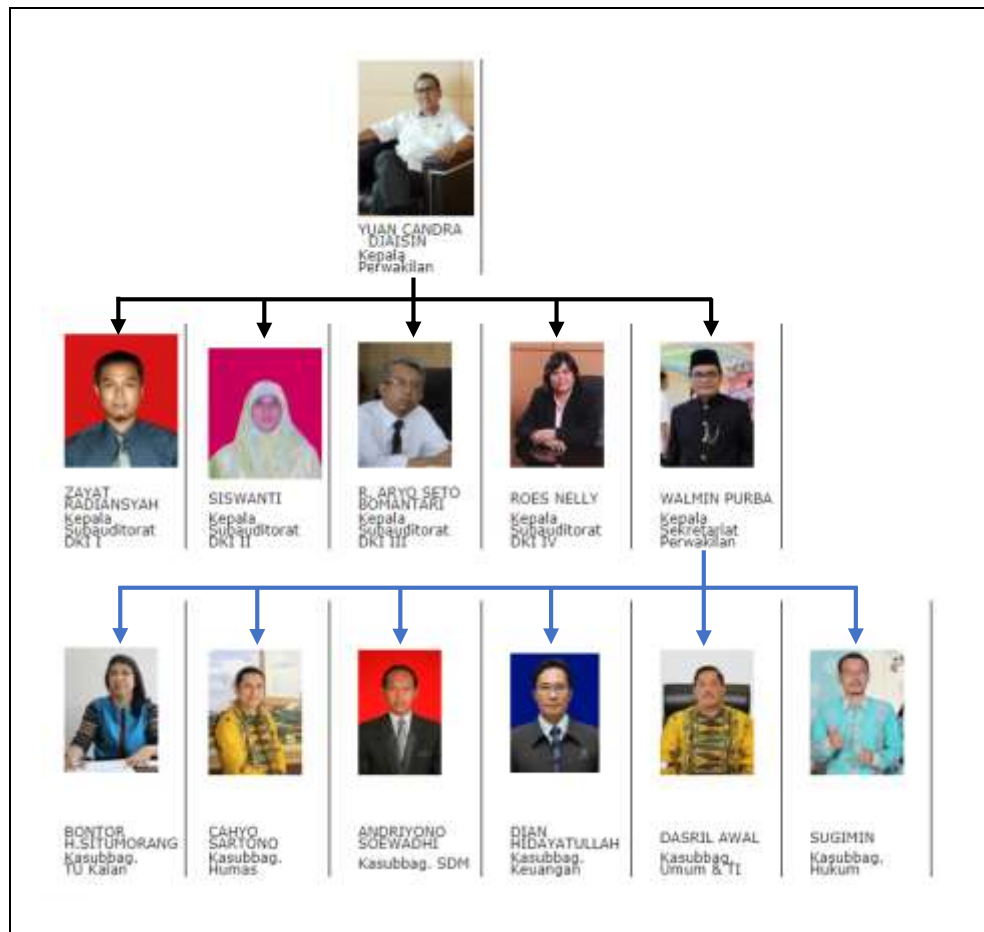 YUAN CANDRA
DJAISIN
Kepala
Perwakilan
ZAYAT
RADIANSYAH
Kepala
Subauditorat
DKI I
SISWANTI
Kepala
Subauditorat
DKI II
R. ARYO SETO
BOMANTARI
Kepala
Subauditorat
DKI III
ROES NELLY
Kepala
Subauditorat
DKI IV
WALMIN PURBA
Kepala
Sekretariat
Perwakilan
BONTOR
H.SITUMORANG
Kasubbag.
TU Kalan
CAHYO
SARTONO
Kasubbag.
Humas
ANDRIYONO
SOEWADHI
Kasubbag. SDM
DIAN
HIDAYATULLAH
Kasubbag.
Keuangan
DASRIL AWAL
Kasubbag.
Umum & TI
SUGIMIN
Kasubbag.
Hukum